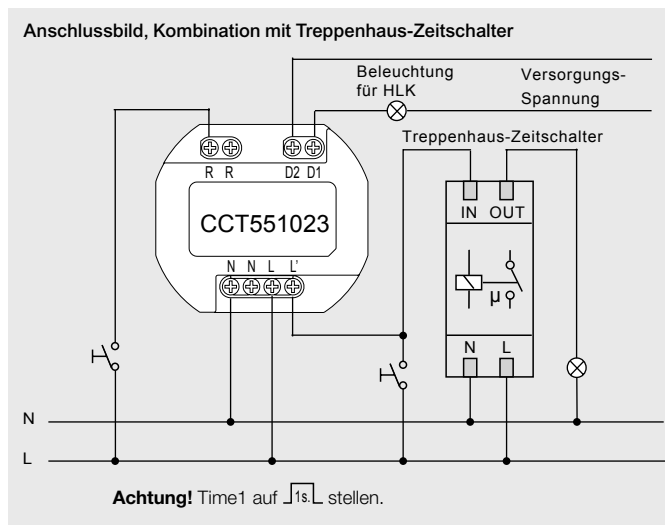 Anschlussbild, Kombination mit Treppenhaus-Zeitschalter
Beleuchtung
für HLK
Versorgungs-
Spannung
Treppenhaus-Zeitschalter
R R D2 D1
IN OUT
CCT551023
N N L L'
µ
N L
N
L
Achtung! Time1 auf 1s. stellen.